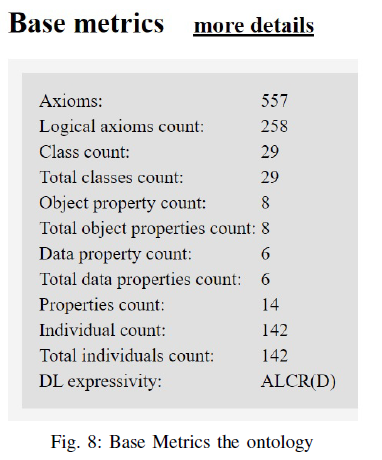 Base metrics more details
Axioms: 557
Logical axioms count: 258
Class count: 29
Total classes count: 29
Object property count: 8
Total object properties count: 8
Data property count: 6
Total data properties count: 6
Properties count: 14
Individual count: 142
Total individuals count: 142
DL expressivity: ALCR(D)
Fig. 8: Base Metrics the ontology